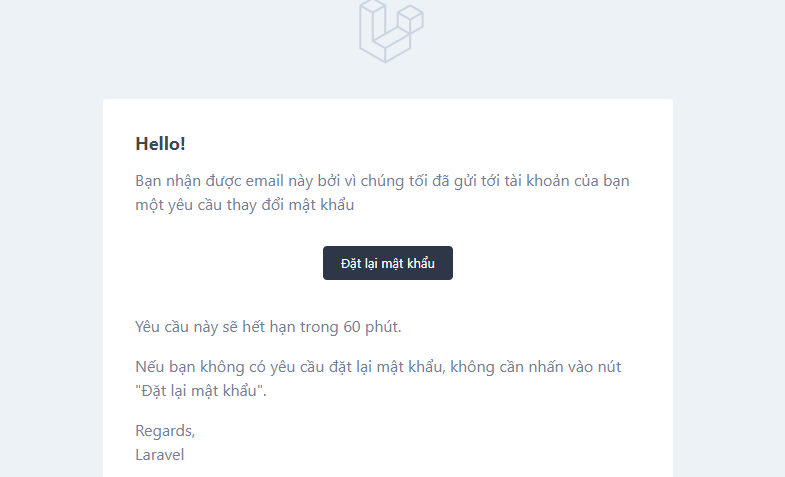 Hello!
Bạn nhận được email này bởi vì chúng tối đã gửi tới tài khoản của bạn
một yêu cầu thay đổi mật khẩu
Đặt lại mật khẩu
Yêu cầu này sẽ hết hạn trong 60 phút.
Nếu bạn không có yêu cầu đặt lại mật khẩu, không cần nhấn vào nút
"Đặt lại mật khẩu".
Regards,
Laravel